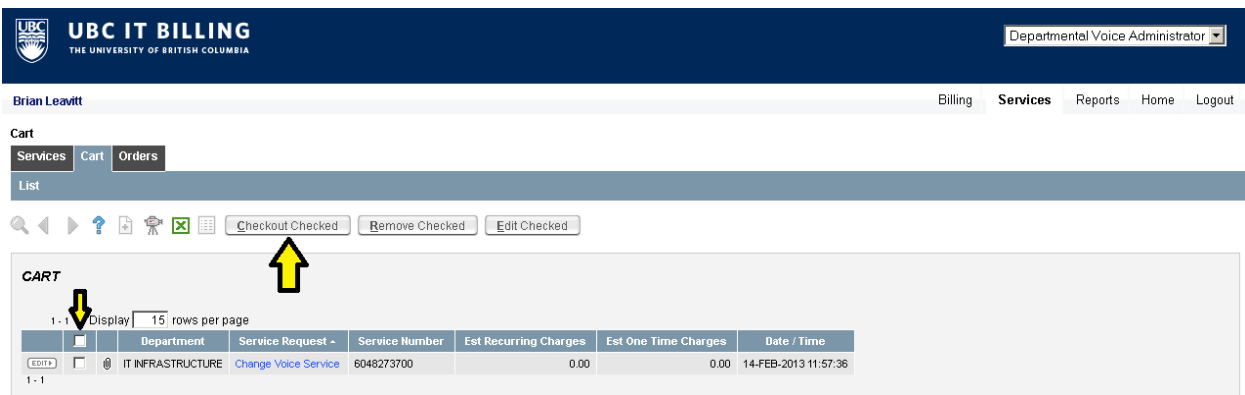 UBC
UBC IT BILLING
THE UNIVERSITY OF BRITISH COLUMBIA
Departmental Voice Administrator
Brian Leavitt
Billing Services Reports Home Logout
Cart
Services Cart Orders
List
Checkout Checked Remove Checked Edit Checked
CART
1 - 1 Display 15 rows per page
Department Service Request Service Number Est Recurring Charges Est One Time Charges Date / Time
EDIT IT INFRASTRUCTURE Change Voice Service 6048273700 0.00 0.00 14-FEB-2013 11:57:36
1 - 1